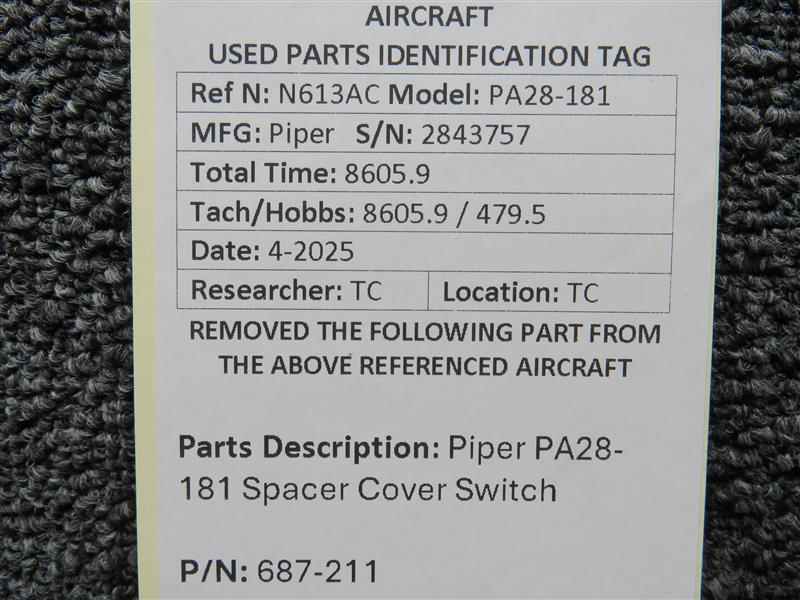 AIRCRAFT
USED PARTS IDENTIFICATION TAG
Ref N: N613AC Model: PA28-181
MFG: Piper S/N: 2843757
Total Time: 8605.9
Tach/Hobbs: 8605.9 / 479.5
Date: 4-2025
Researcher: TC Location: TC
REMOVED THE FOLLOWING PART FROM
THE ABOVE REFERENCED AIRCRAFT
Parts Description: Piper PA28-
181 Spacer Cover Switch
P/N: 687-211